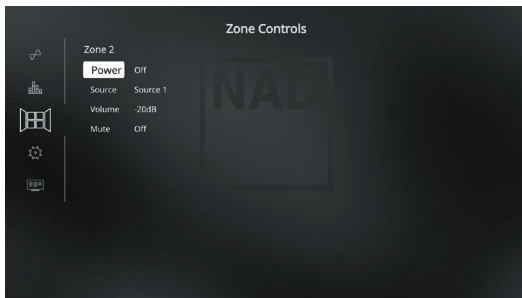 Zone Controls
Zone 2
Power Off
Source Source 1
Volume -20dB
Mute Off
NAD